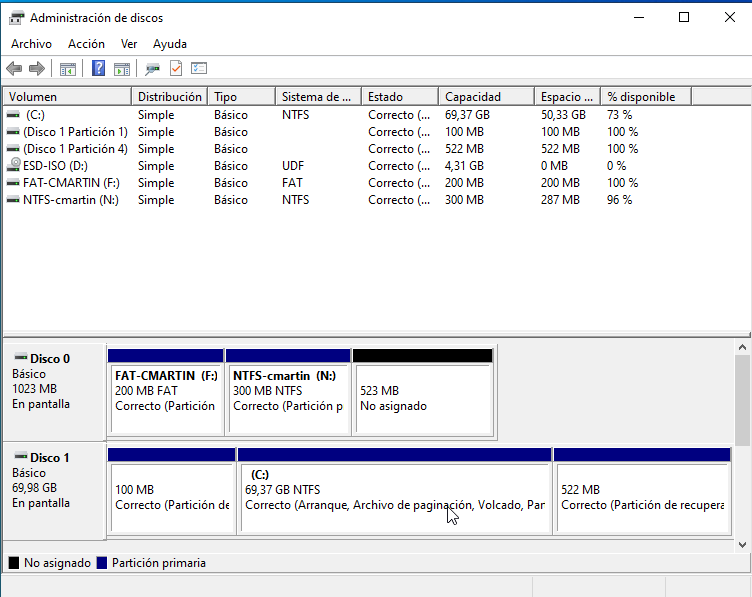 Administración de discos
Archivo Acción Ver Ayuda
Volumen Distribución Tipo Sistema de ... Estado Capacidad Espacio ... % disponible
(C:) Simple Básico NTFS Correcto (... 69,37 GB 50,33 GB 73 %
(Disco 1 Partición 1) Simple Básico Correcto (... 100 MB 100 MB 100 %
(Disco 1 Partición 4) Simple Básico Correcto (... 522 MB 522 MB 100 %
ESD-ISO (D:) Simple Básico UDF Correcto (... 4,31 GB 0 MB 0 %
FAT-CMARTIN (F:) Simple Básico FAT Correcto (... 200 MB 200 MB 100 %
NTFS-cmartin (N:) Simple Básico NTFS Correcto (... 300 MB 287 MB 96 %
Disco 0
Básico
1023 MB
En pantalla
FAT-CMARTIN (F:)
200 MB FAT
Correcto (Partición
NTFS-cmartin (N:)
300 MB NTFS
Correcto (Partición p
523 MB
No asignado
Disco 1
Básico
69,98 GB
En pantalla
100 MB
Correcto (Partición de
(C:)
69,37 GB NTFS
Correcto (Arranque, Archivo de paginación, Volcado, Par
522 MB
Correcto (Partición de recupera
No asignado Partición primaria